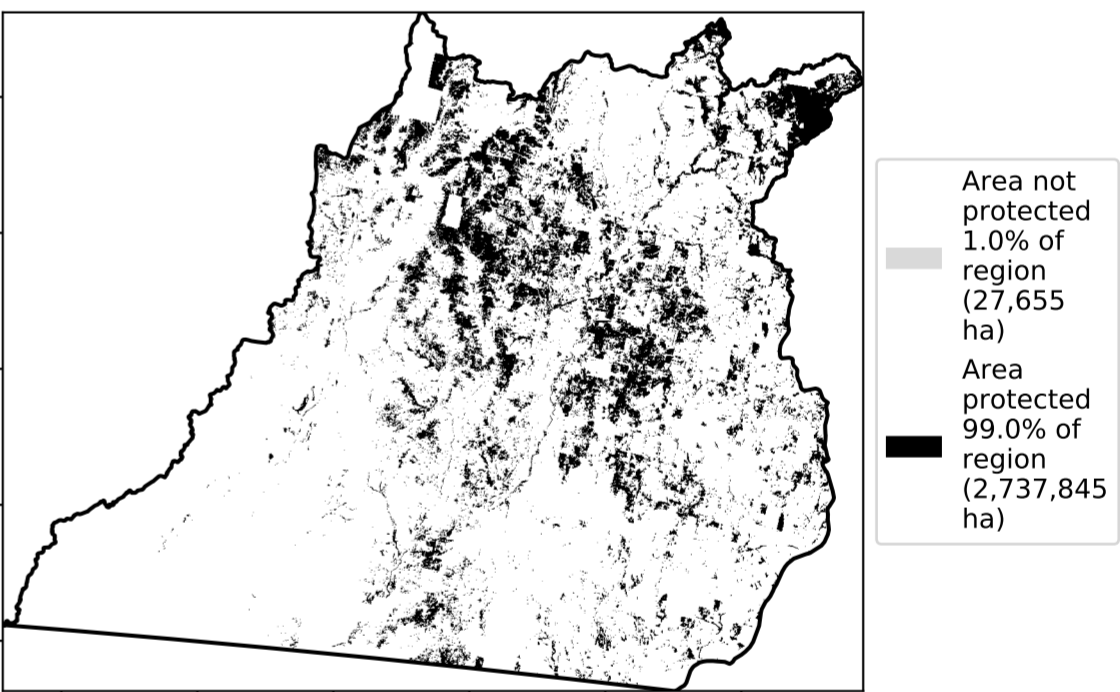 Area not
protected
1.0% of
region
(27,655
ha)
Area
protected
99.0% of
region
(2,737,845
ha)